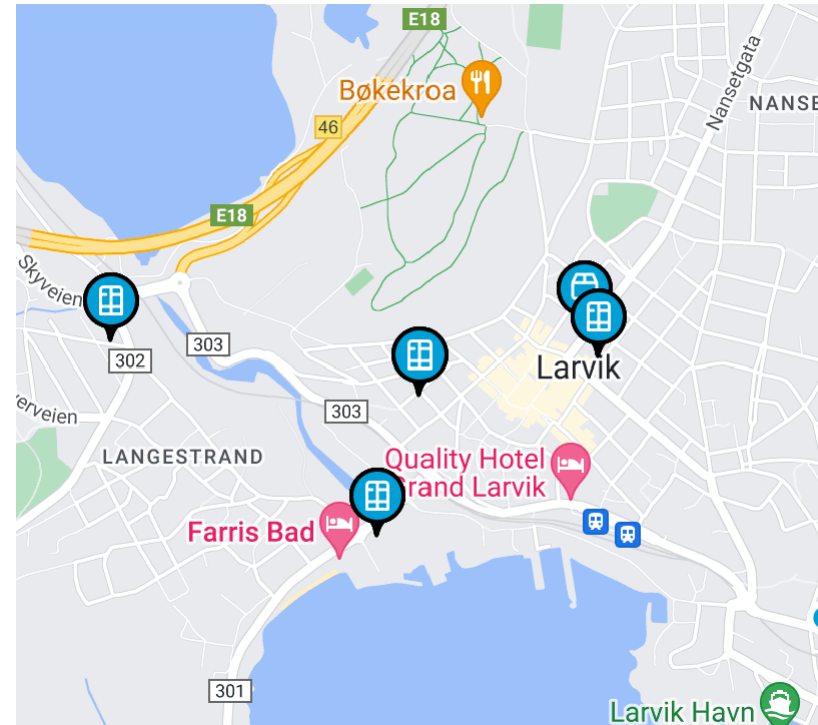 E18
Bøkekroa
Nansetgata
NANSE
46
E18
Skyveien
302
303
303
Larvik
erveien
LANGESTRAND
Quality Hotel
Grand Larvik
Farris Bad
301
Larvik Havn